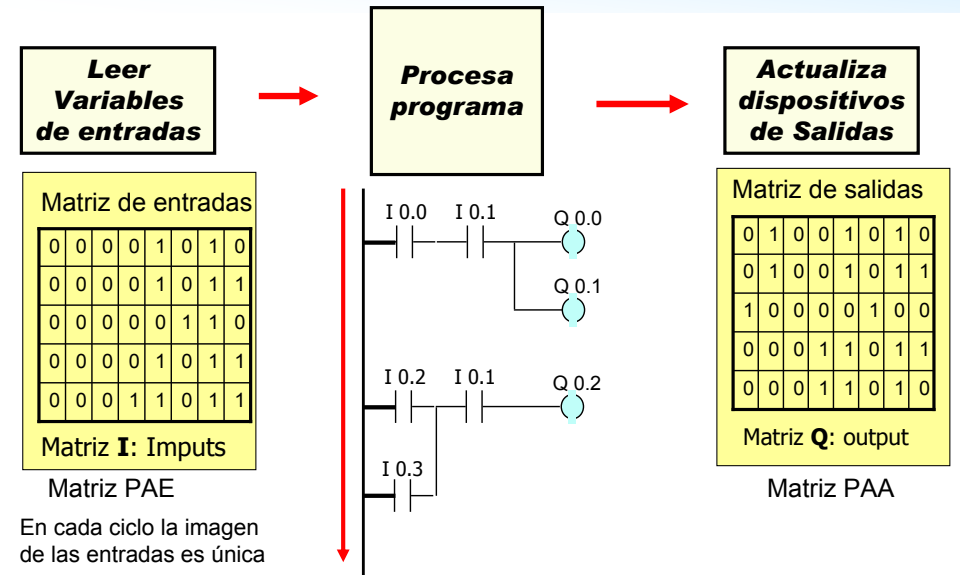 Leer
Variables
de entradas
Procesa
programa
Actualiza
dispositivos
de Salidas
Matriz de entradas
0 0 0 0 1 0 1 0
0 0 0 0 1 0 1 1
0 0 0 0 0 1 1 0
0 0 0 0 1 0 1 1
0 0 0 1 1 0 1 1
Matriz I: Imputs
Matriz PAE
En cada ciclo la imagen
de las entradas es única
I 0.0 I 0.1 Q 0.0
Q 0.1
I 0.2 I 0.1 Q 0.2
I 0.3
Matriz de salidas
0 1 0 0 1 0 1 0
0 1 0 0 1 0 1 1
1 0 0 0 0 1 0 0
0 0 0 1 1 0 1 1
0 0 0 1 1 0 1 0
Matriz Q: output
Matriz PAA